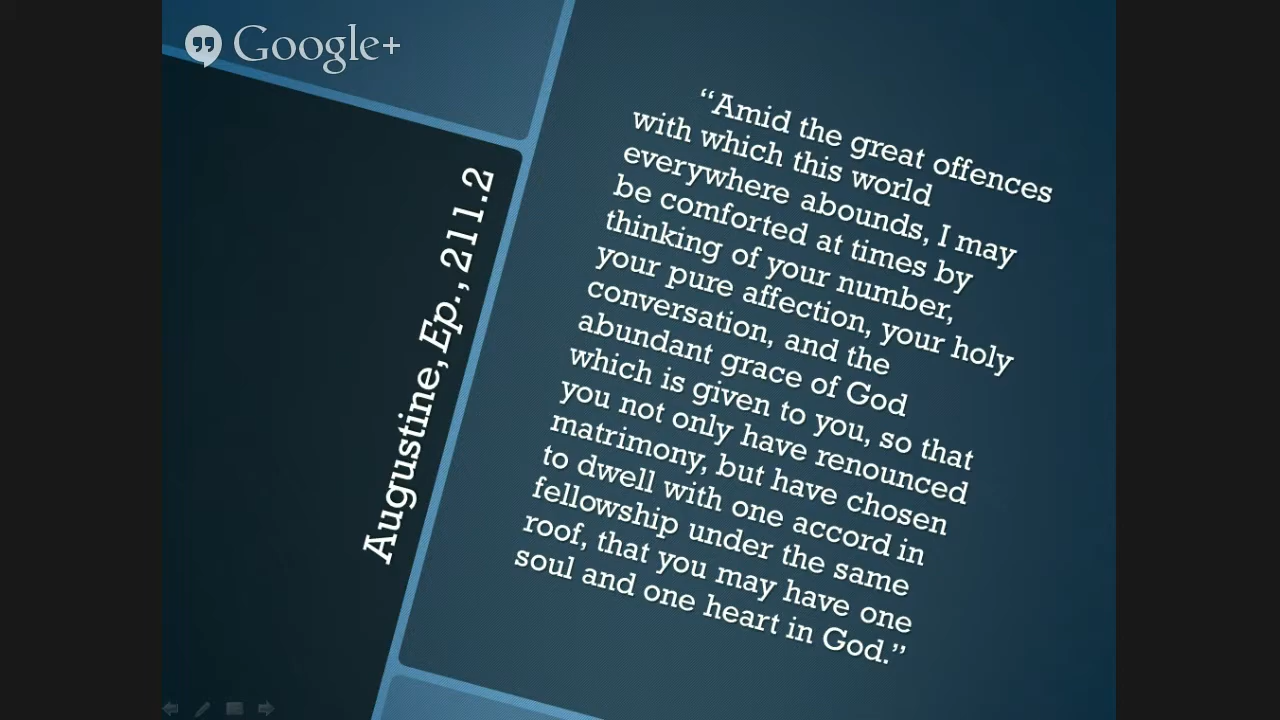 Google+
Augustine, Ep., 211.2
“Amid the great offences
with which this world
everywhere abounds, I may
be comforted at times by
thinking of your number,
your pure affection, your holy
conversation, and the
abundant grace of God
which is given to you, so that
you not only have renounced
matrimony, but have chosen
to dwell with one accord in
fellowship under the same
roof, that you may have one
soul and one heart in God.”